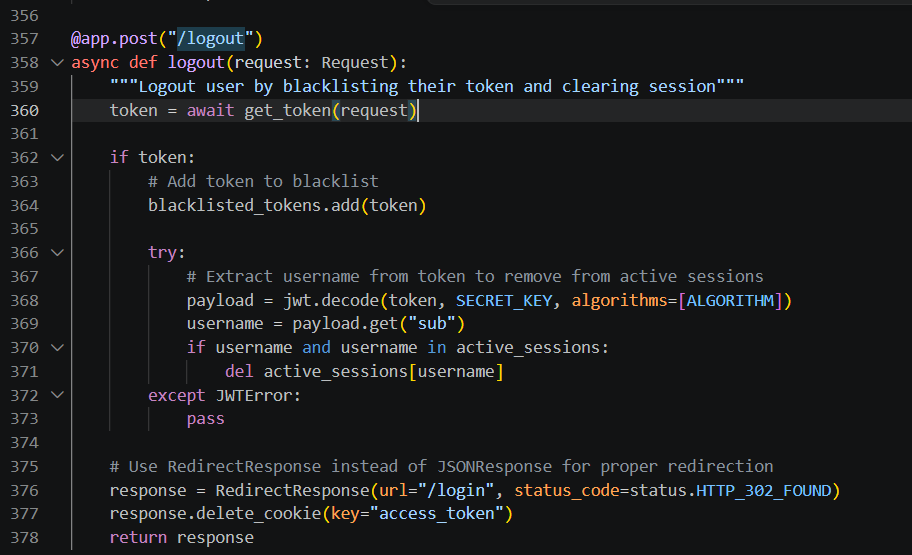 356
357 @app.post("/logout")
358 async def logout(request: Request):
359     """Logout user by blacklisting their token and clearing session"""
360     token = await get_token(request)
361
362     if token:
363         # Add token to blacklist
364         blacklisted_tokens.add(token)
365
366         try:
367             # Extract username from token to remove from active sessions
368             payload = jwt.decode(token, SECRET_KEY, algorithms=[ALGORITHM])
369             username = payload.get("sub")
370             if username and username in active_sessions:
371                 del active_sessions[username]
372         except JWTError:
373             pass
374
375     # Use RedirectResponse instead of JSONResponse for proper redirection
376     response = RedirectResponse(url="/login", status_code=status.HTTP_302_FOUND)
377     response.delete_cookie(key="access_token")
378     return response